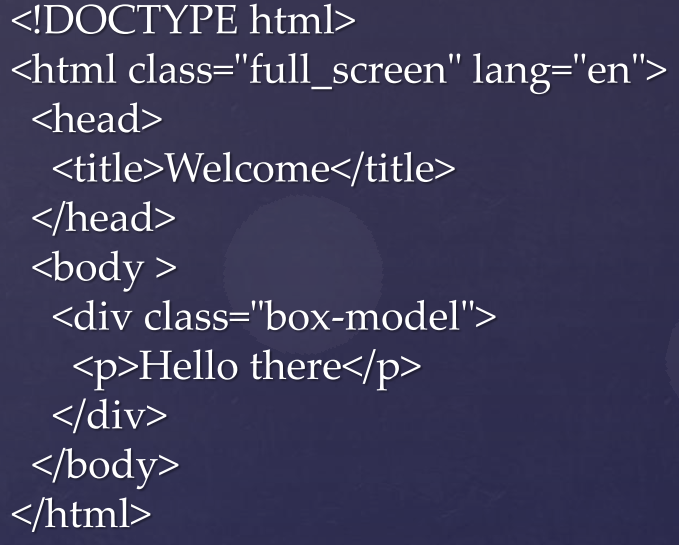 <!DOCTYPE html>
<html class="full_screen" lang="en">
<head>
<title>Welcome</title>
</head>
<body >
<div class="box-model">
<p>Hello there</p>
</div>
</body>
</html>